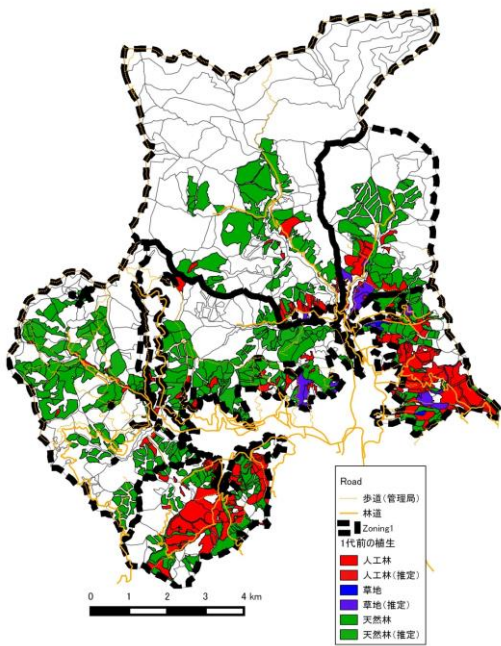 0 1 2 3 4 km
Road
歩道(管理局)
林道
Zoning1
1代前の植生
人工林
人工林(推定)
草地
草地(推定)
天然林
天然林(推定)